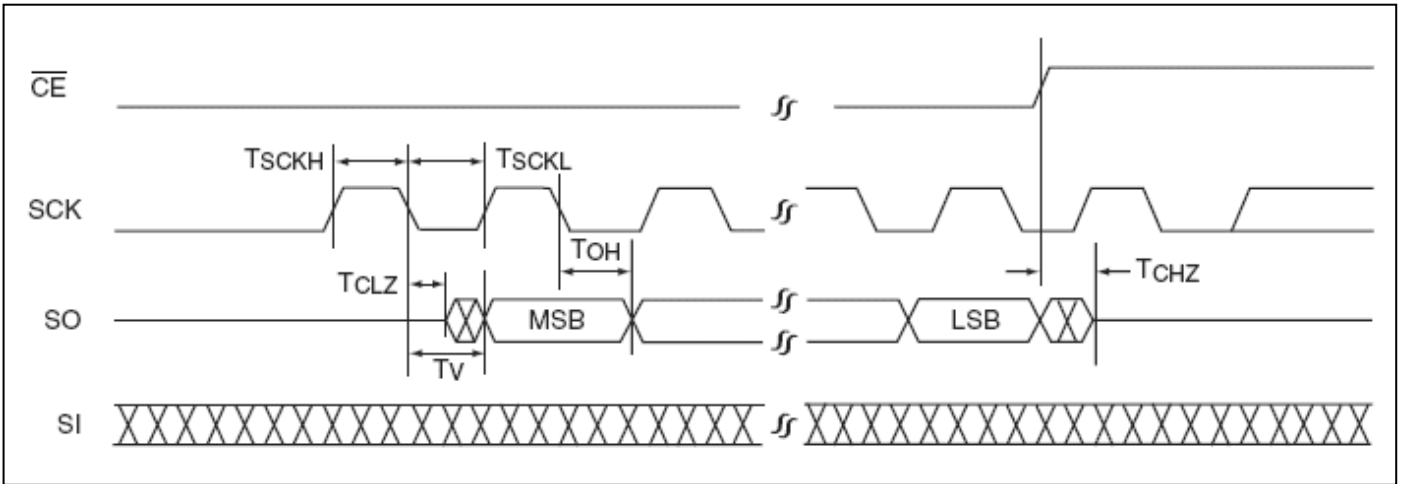 CE
TSCKH
TSCKL
SCK
TOH
TCLZ
TCHZ
SO
MSB
LSB
TV
SI